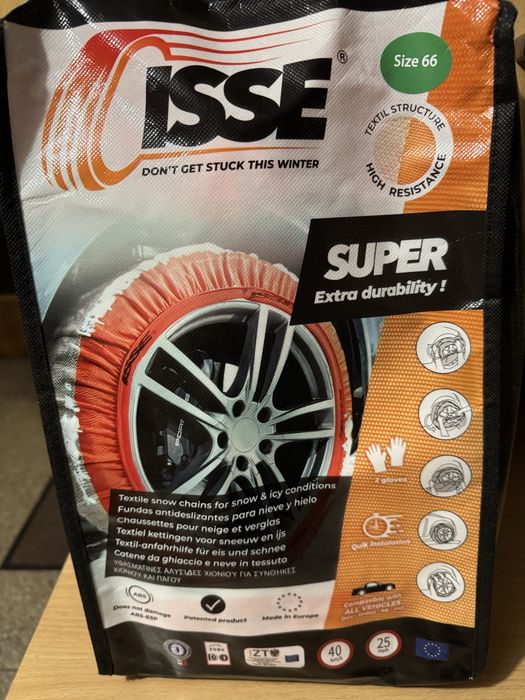 ISSE ®
DON'T GET STUCK THIS WINTER
Size 66
TEXTIL STRUCTURE
HIGH RESISTANCE
SUPER
Extra durability !
ISSE
2 gloves
Quik Instalation
Textile snow chains for snow & icy conditions
Fundas antideslizantes para nieve y hielo
Chaussettes pour neige et verglas
Textiel kettingen voor sneeuw en ijs
Textil-anfahrhilfe für eis und schnee
Catene da ghiaccio e neve in tessuto
ΥΦΑΣΜΑΤΙΝΕΣ ΑΛΥΣΙΔΕΣ ΧΙΟΝΙΟΥ ΓΙΑ ΣΥΝΘΗΚΕΣ
ΧΙΟΝΙΟΥ ΚΑΙ ΠΑΓΟΥ
ABS
Does not damage
ABS-ESP
Patented product
Made in Europe
Compatible with
ALL VEHICLES
ZT
40
km/h
25
mph